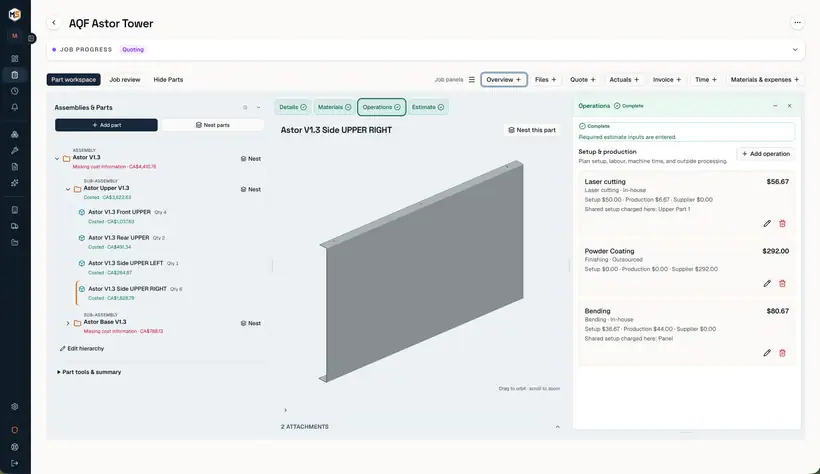 AQF Astor Tower
M
JOB PROGRESS Quoting
Part workspace Job review Hide Parts
Job panels Overview + Files + Quote + Actuals + Invoice + Time + Materials & expenses +
Assemblies & Parts
+ Add part Nest parts
ASSEMBLY
Astor V1.3 Nest
Missing cost information · CA$4,410.76
SUB-ASSEMBLY
Astor Upper V1.3 Nest
Costed · CA$3,622.63
Astor V1.3 Front UPPER Qty 4
Costed · CA$1,037.63
Astor V1.3 Rear UPPER Qty 2
Costed · CA$491.34
Astor V1.3 Side UPPER LEFT Qty 1
Costed · CA$264.87
Astor V1.3 Side UPPER RIGHT Qty 6
Costed · CA$1,828.79
SUB-ASSEMBLY
Astor Base V1.3 Nest
Missing cost information · CA$788.13
Edit hierarchy
Part tools & summary
Details Materials Operations Estimate
Astor V1.3 Side UPPER RIGHT Nest this part
Drag to orbit · scroll to zoom
2 ATTACHMENTS
Operations Complete
Complete
Required estimate inputs are entered.
Setup & production + Add operation
Plan setup, labour, machine time, and outside processing.
Laser cutting $56.67
Laser cutting · In-house
Setup $50.00 · Production $6.67 · Supplier $0.00
Shared setup charged here: Upper Part 1
Powder Coating $292.00
Finishing · Outsourced
Setup $0.00 · Production $0.00 · Supplier $292.00
Bending $80.67
Bending · In-house
Setup $36.67 · Production $44.00 · Supplier $0.00
Shared setup charged here: Panel